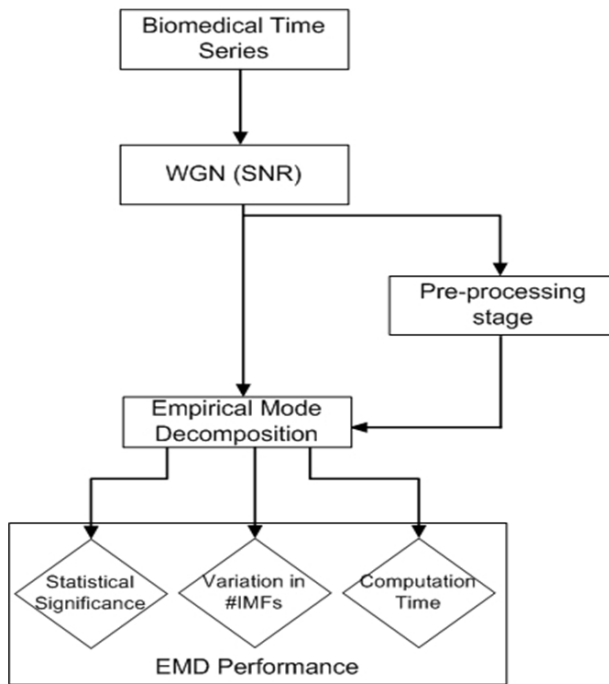 Biomedical Time
Series
WGN (SNR)
Pre-processing
stage
Empirical Mode
Decomposition
Statistical
Significance
Variation in
#IMFs
Computation
Time
EMD Performance